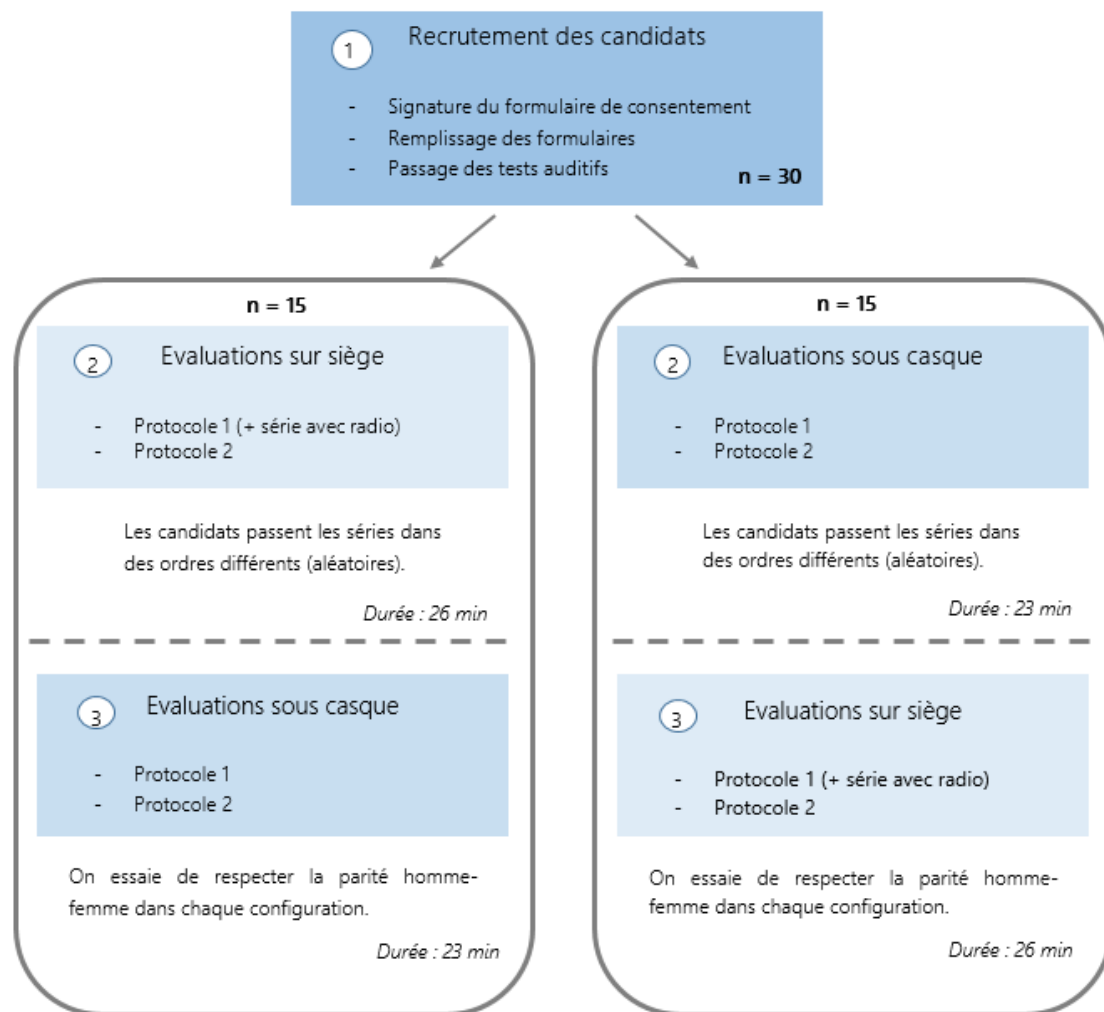 1
Recrutement des candidats
- Signature du formulaire de consentement
- Remplissage des formulaires
- Passage des tests auditifs
n = 30
n = 15
2
Evaluations sur siège
- Protocole 1 (+ série avec radio)
- Protocole 2
Les candidats passent les séries dans
des ordres différents (aléatoires).
Durée : 26 min
3
Evaluations sous casque
- Protocole 1
- Protocole 2
On essaie de respecter la parité homme-
femme dans chaque configuration.
Durée : 23 min
n = 15
2
Evaluations sous casque
- Protocole 1
- Protocole 2
Les candidats passent les séries dans
des ordres différents (aléatoires).
Durée : 23 min
3
Evaluations sur siège
- Protocole 1 (+ série avec radio)
- Protocole 2
On essaie de respecter la parité homme-
femme dans chaque configuration.
Durée : 26 min